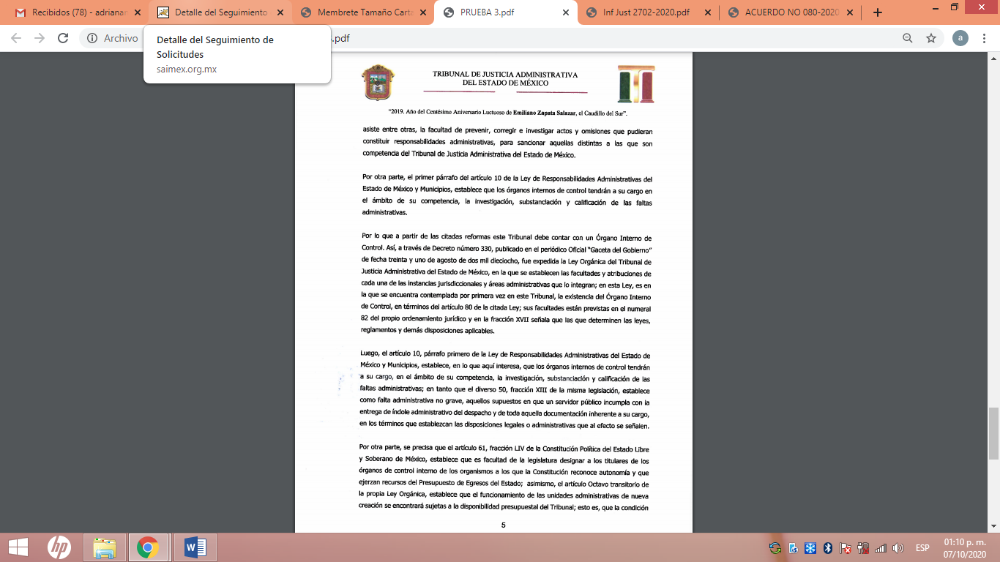 Recibidos (78) - adrianar
Detalle del Seguimiento
Membrete Tamaño Carta
PRUEBA 3.pdf
Inf Just 2702-2020.pdf
ACUERDO NO 080-2020
Archivo
.pdf
a
Detalle del Seguimiento de
Solicitudes
saimex.org.mx
TRIBUNAL DE JUSTICIA ADMINISTRATIVA
DEL ESTADO DE MÉXICO
"2019. Año del Centésimo Aniversario Luctuoso de Emiliano Zapata Salazar, el Caudillo del Sur".
asiste entre otras, la facultad de prevenir, corregir e investigar actos y omisiones que pudieran
constituir responsabilidades administrativas, para sancionar aquellas distintas a las que son
competencia del Tribunal de Justicia Administrativa del Estado de México.
Por otra parte, el primer párrafo del artículo 10 de la Ley de Responsabilidades Administrativas del
Estado de México y Municipios, establece que los órganos internos de control tendrán a su cargo en
el ámbito de su competencia, la investigación, substanciación y calificación de las faltas
administrativas.
Por lo que a partir de las citadas reformas este Tribunal debe contar con un Órgano Interno de
Control. Así, a través de Decreto número 330, publicado en el periódico Oficial "Gaceta del Gobierno"
de fecha treinta y uno de agosto de dos mil dieciocho, fue expedida la Ley Orgánica del Tribunal de
Justicia Administrativa del Estado de México, en la que se establecen las facultades y atribuciones de
cada una de las instancias jurisdiccionales y áreas administrativas que lo integran; en esta Ley, es en
la que se encuentra contemplada por primera vez en este Tribunal, la existencia del Órgano Interno
de Control, en términos del artículo 80 de la citada Ley; sus facultades están previstas en el numeral
82 del propio ordenamiento jurídico y en la fracción XVII señala que las que determinen las leyes,
reglamentos y demás disposiciones aplicables.
Luego, el artículo 10, párrafo primero de la Ley de Responsabilidades Administrativas del Estado de
México y Municipios, establece, en lo que aquí interesa, que los órganos internos de control tendrán
a su cargo, en el ámbito de su competencia, la investigación, substanciación y calificación de las
faltas administrativas; en tanto que el diverso 50, fracción XIII de la misma legislación, establece
como falta administrativa no grave, aquellos supuestos en que un servidor público incumpla con la
entrega de índole administrativo del despacho y de toda aquella documentación inherente a su cargo,
en los términos que establezcan las disposiciones legales o administrativas que al efecto se señalen.
Por otra parte, se precisa que el artículo 61, fracción LIV de la Constitución Política del Estado Libre
y Soberano de México, establece que es facultad de la legislatura designar a los titulares de los
órganos de control interno de los organismos a los que la Constitución reconoce autonomía y que
ejerzan recursos del Presupuesto de Egresos del Estado; asimismo, el artículo Octavo transitorio de
la propia Ley Orgánica, establece que el funcionamiento de las unidades administrativas de nueva
creación se encontrará sujetas a la disponibilidad presupuestal del Tribunal; esto es, que la condición
5
hp
ESP
01:10 p. m.
07/10/2020